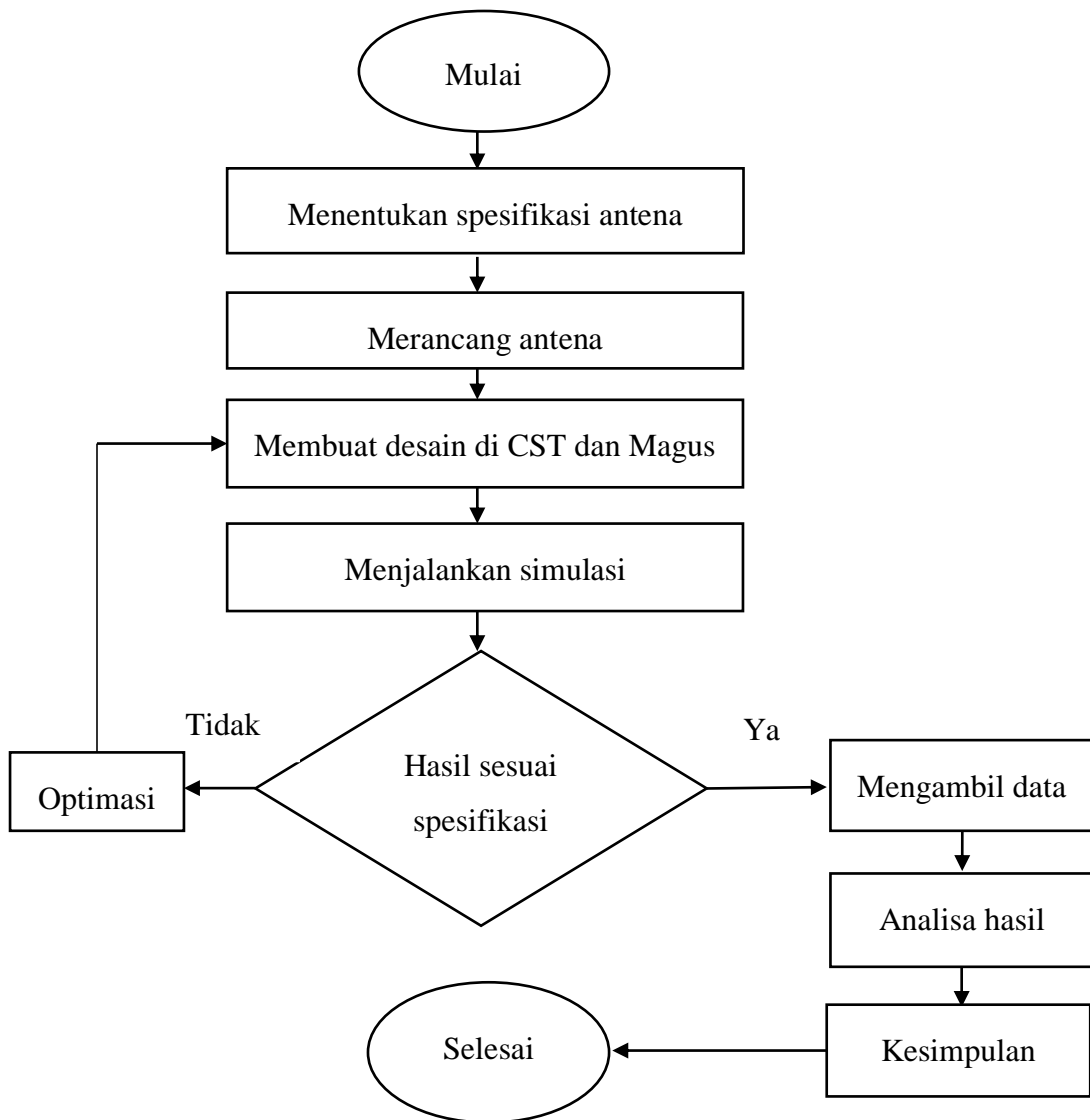 Mulai
Menentukan spesifikasi antena
Merancang antena
Membuat desain di CST dan Magus
Menjalankan simulasi
Tidak
Ya
Hasil sesuai
spesifikasi
Optimasi
Mengambil data
Analisa hasil
Kesimpulan
Selesai